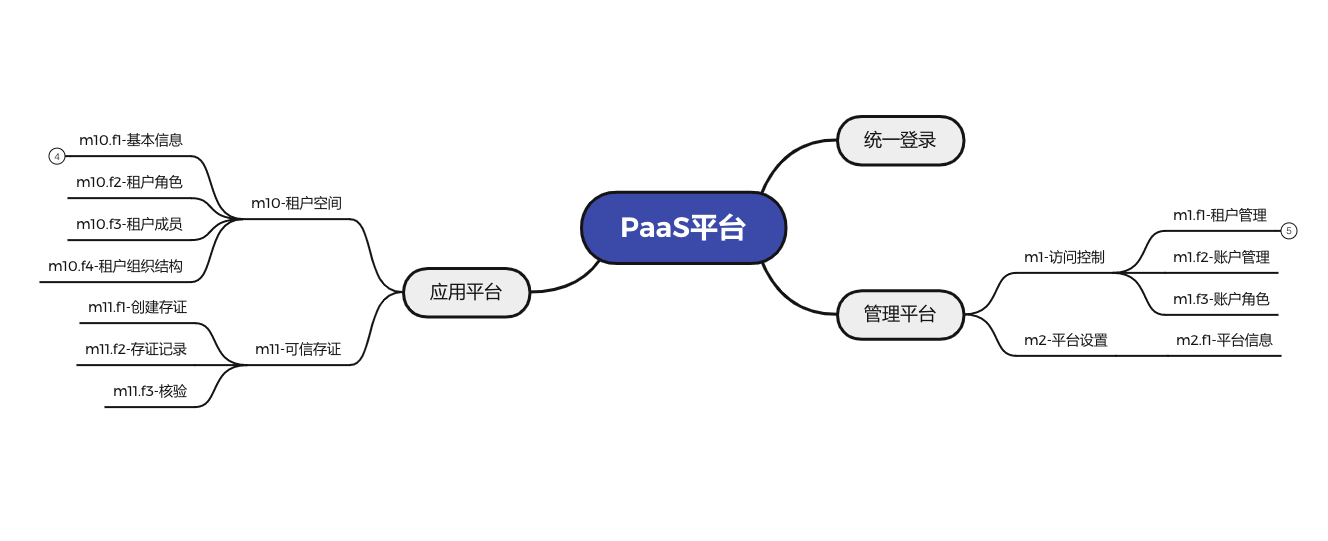 PaaS平台
统一登录
管理平台
m1-访问控制
m1.f1-租户管理
5
m1.f2-账户管理
m1.f3-账户角色
m2-平台设置
m2.f1-平台信息
应用平台
m10-租户空间
m10.f1-基本信息
4
m10.f2-租户角色
m10.f3-租户成员
m10.f4-租户组织结构
m11-可信存证
m11.f1-创建存证
m11.f2-存证记录
m11.f3-核验